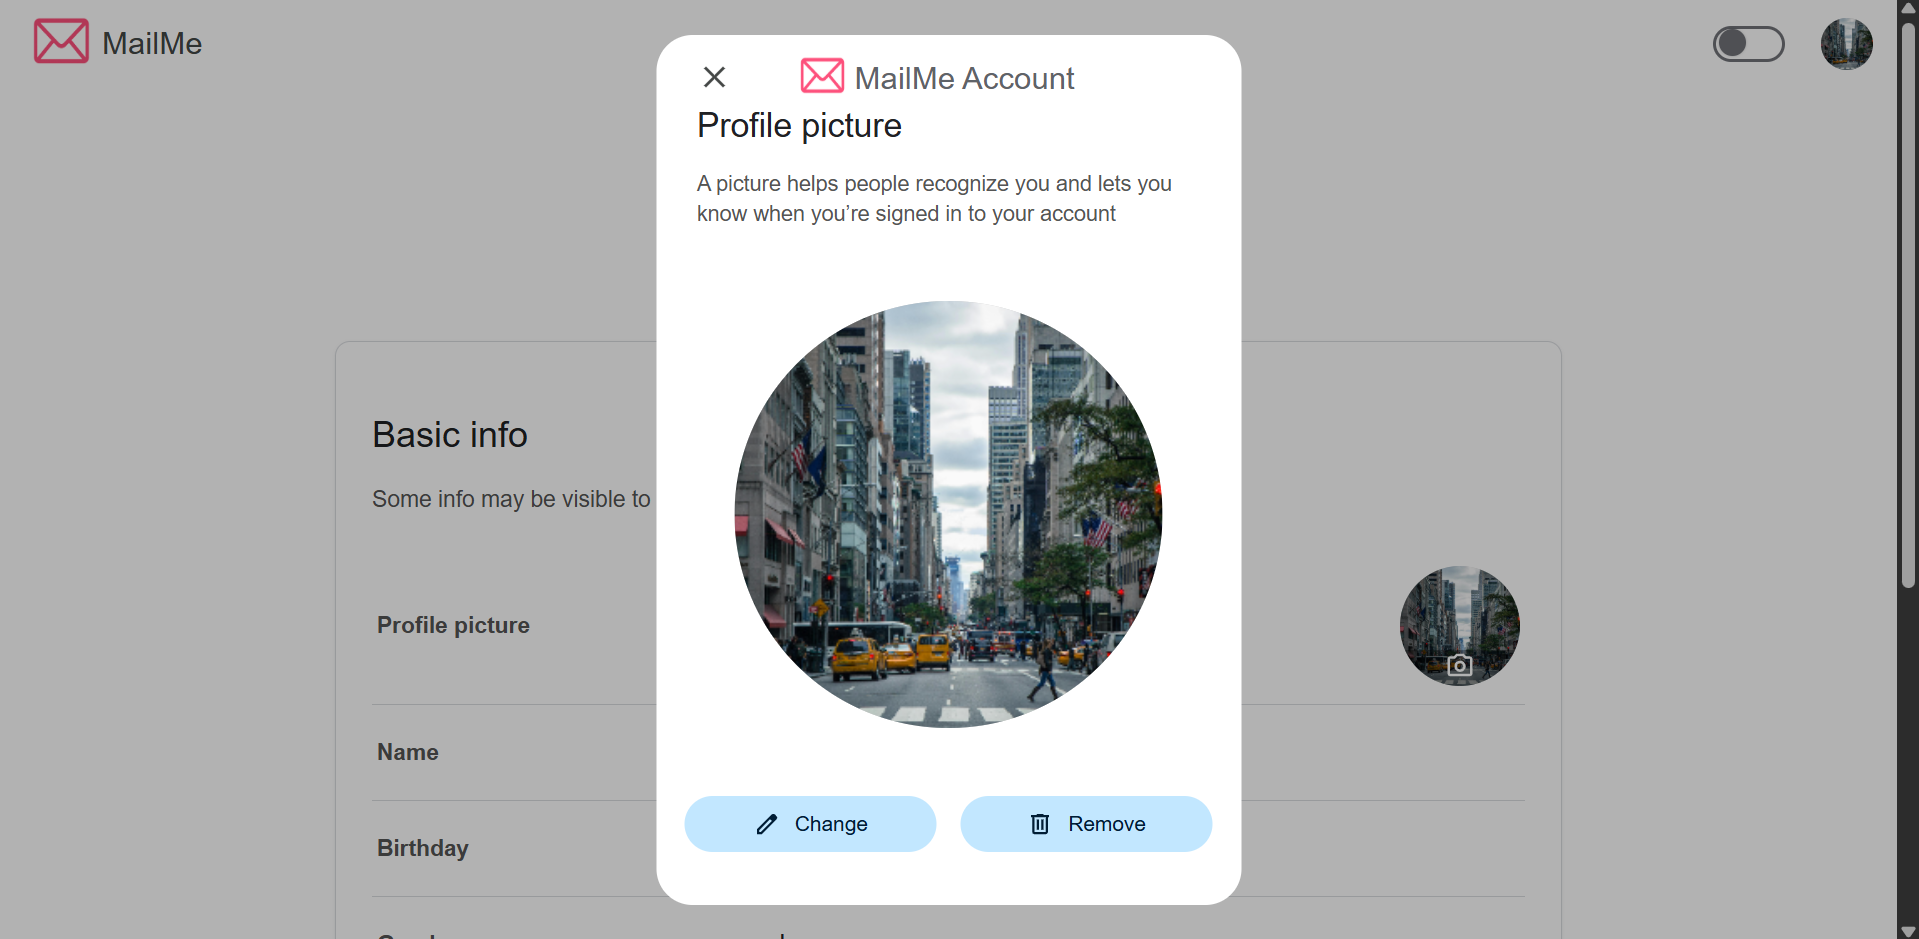 MailMe
MailMe Account
Profile picture
A picture helps people recognize you and lets you
know when you’re signed in to your account
Change
Remove
Basic info
Some info may be visible to
Profile picture
Name
Birthday